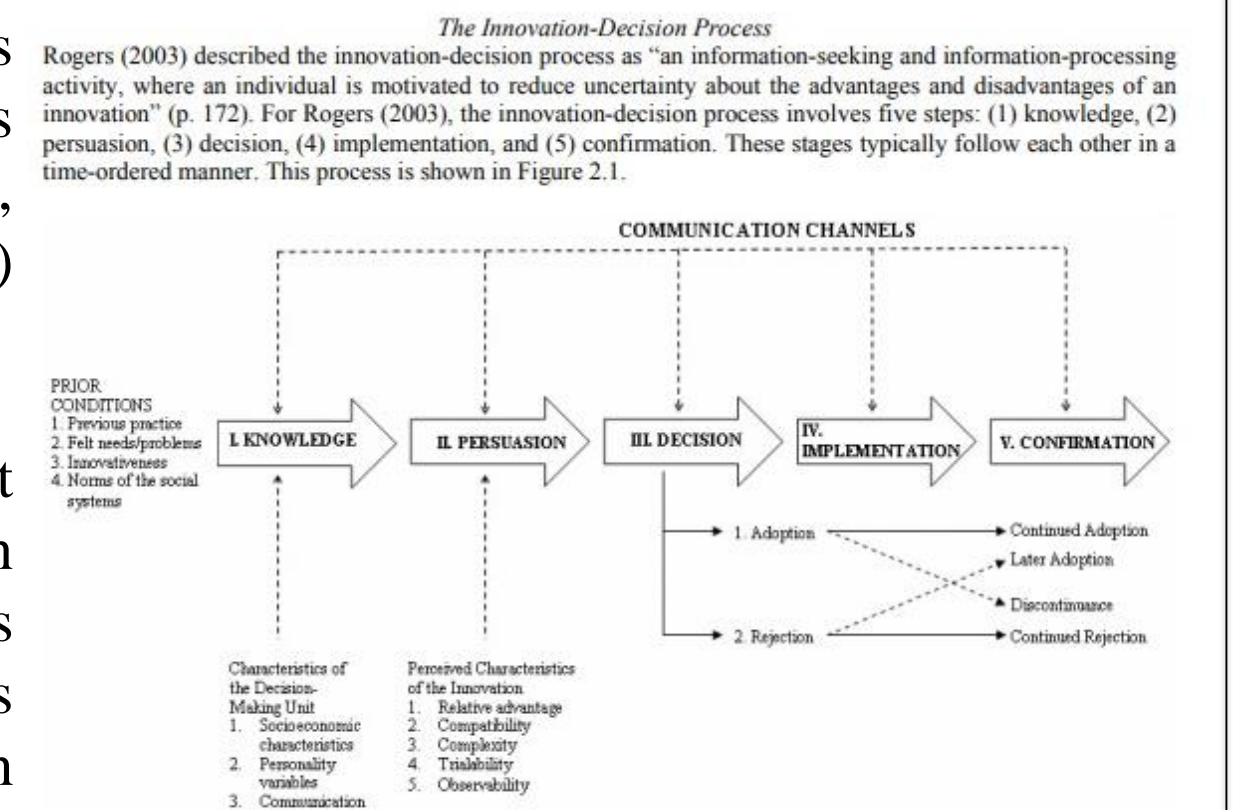 s
s
,
)
t
n
s
s
n
The Innovation-Decision Process
Rogers (2003) described the innovation-decision process as “an information-seeking and information-processing
activity, where an individual is motivated to reduce uncertainty about the advantages and disadvantages of an
innovation” (p. 172). For Rogers (2003), the innovation-decision process involves five steps: (1) knowledge, (2)
persuasion, (3) decision, (4) implementation, and (5) confirmation. These stages typically follow each other in a
time-ordered manner. This process is shown in Figure 2.1.
COMMUNICATION CHANNELS
PRIOR
CONDITIONS
1. Previous practice
2. Felt needs/problems
3. Innovativeness
4. Norms of the social
systems
I. KNOWLEDGE
II. PERSUASION
III. DECISION
IV.
IMPLEMENTATION
V. CONFIRMATION
1. Adoption
2. Rejection
Continued Adoption
Later Adoption
Discontinuance
Continued Rejection
Characteristics of
the Decision-
Making Unit
1. Socioeconomic
characteristics
2. Personality
variables
3. Communication
Perceived Characteristics
of the Innovation
1. Relative advantage
2. Compatibility
3. Complexity
4. Trialability
5. Observability